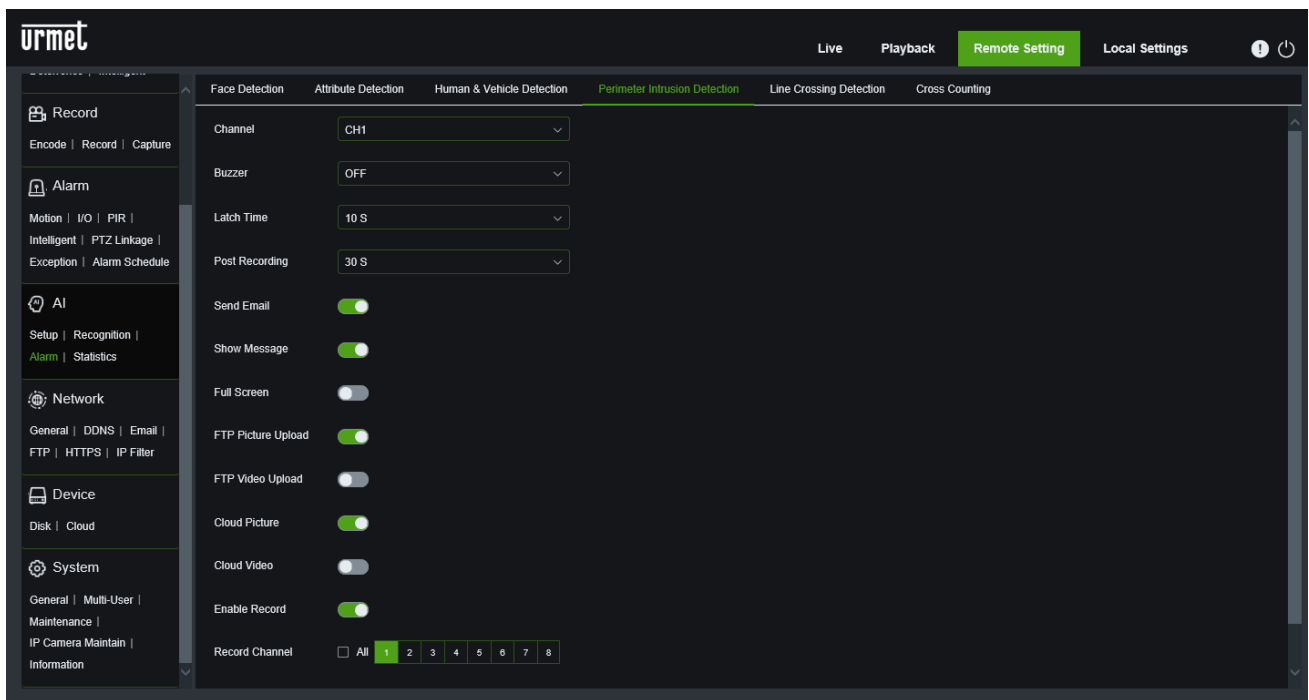 urmet
Live Playback Remote Setting Local Settings
Face Detection Attribute Detection Human & Vehicle Detection Perimeter Intrusion Detection Line Crossing Detection Cross Counting
Record
Encode | Record | Capture
Alarm
Motion | I/O | PIR |
Intelligent | PTZ Linkage |
Exception | Alarm Schedule
AI
Setup | Recognition |
Alarm | Statistics
Network
General | DDNS | Email |
FTP | HTTPS | IP Filter
Device
Disk | Cloud
System
General | Multi-User |
Maintenance |
IP Camera Maintain |
Information
Channel CH1
Buzzer OFF
Latch Time 10 S
Post Recording 30 S
Send Email
Show Message
Full Screen
FTP Picture Upload
FTP Video Upload
Cloud Picture
Cloud Video
Enable Record
Record Channel All 1 2 3 4 5 6 7 8